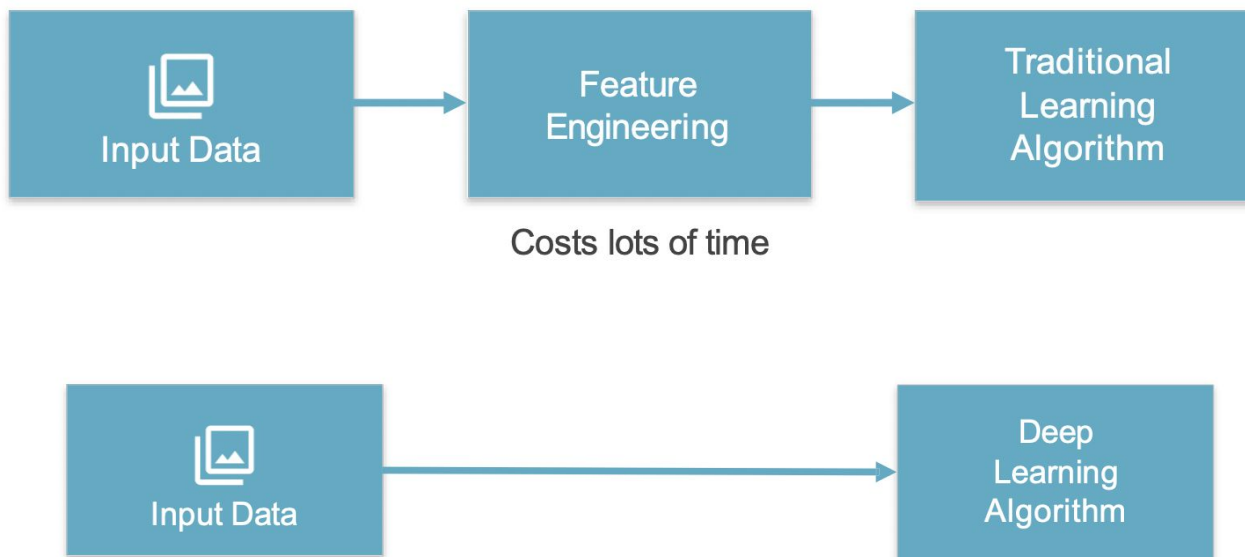 Input Data
Feature
Engineering
Traditional
Learning
Algorithm
Costs lots of time
Input Data
Deep
Learning
Algorithm